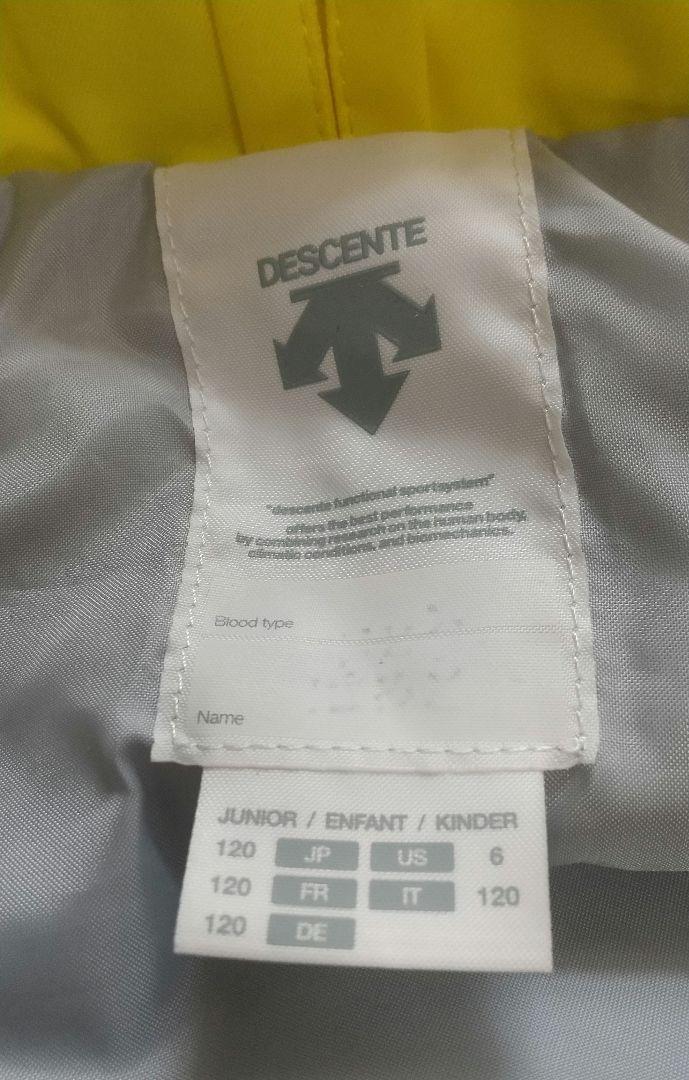 DESCENTE
"descente functional sportsystem"
offers the best performance
by combining research on the human body,
climatic conditions, and biomechanics.
Blood type
Name
JUNIOR / ENFANT / KINDER
120 JP US 6
120 FR IT 120
120 DE